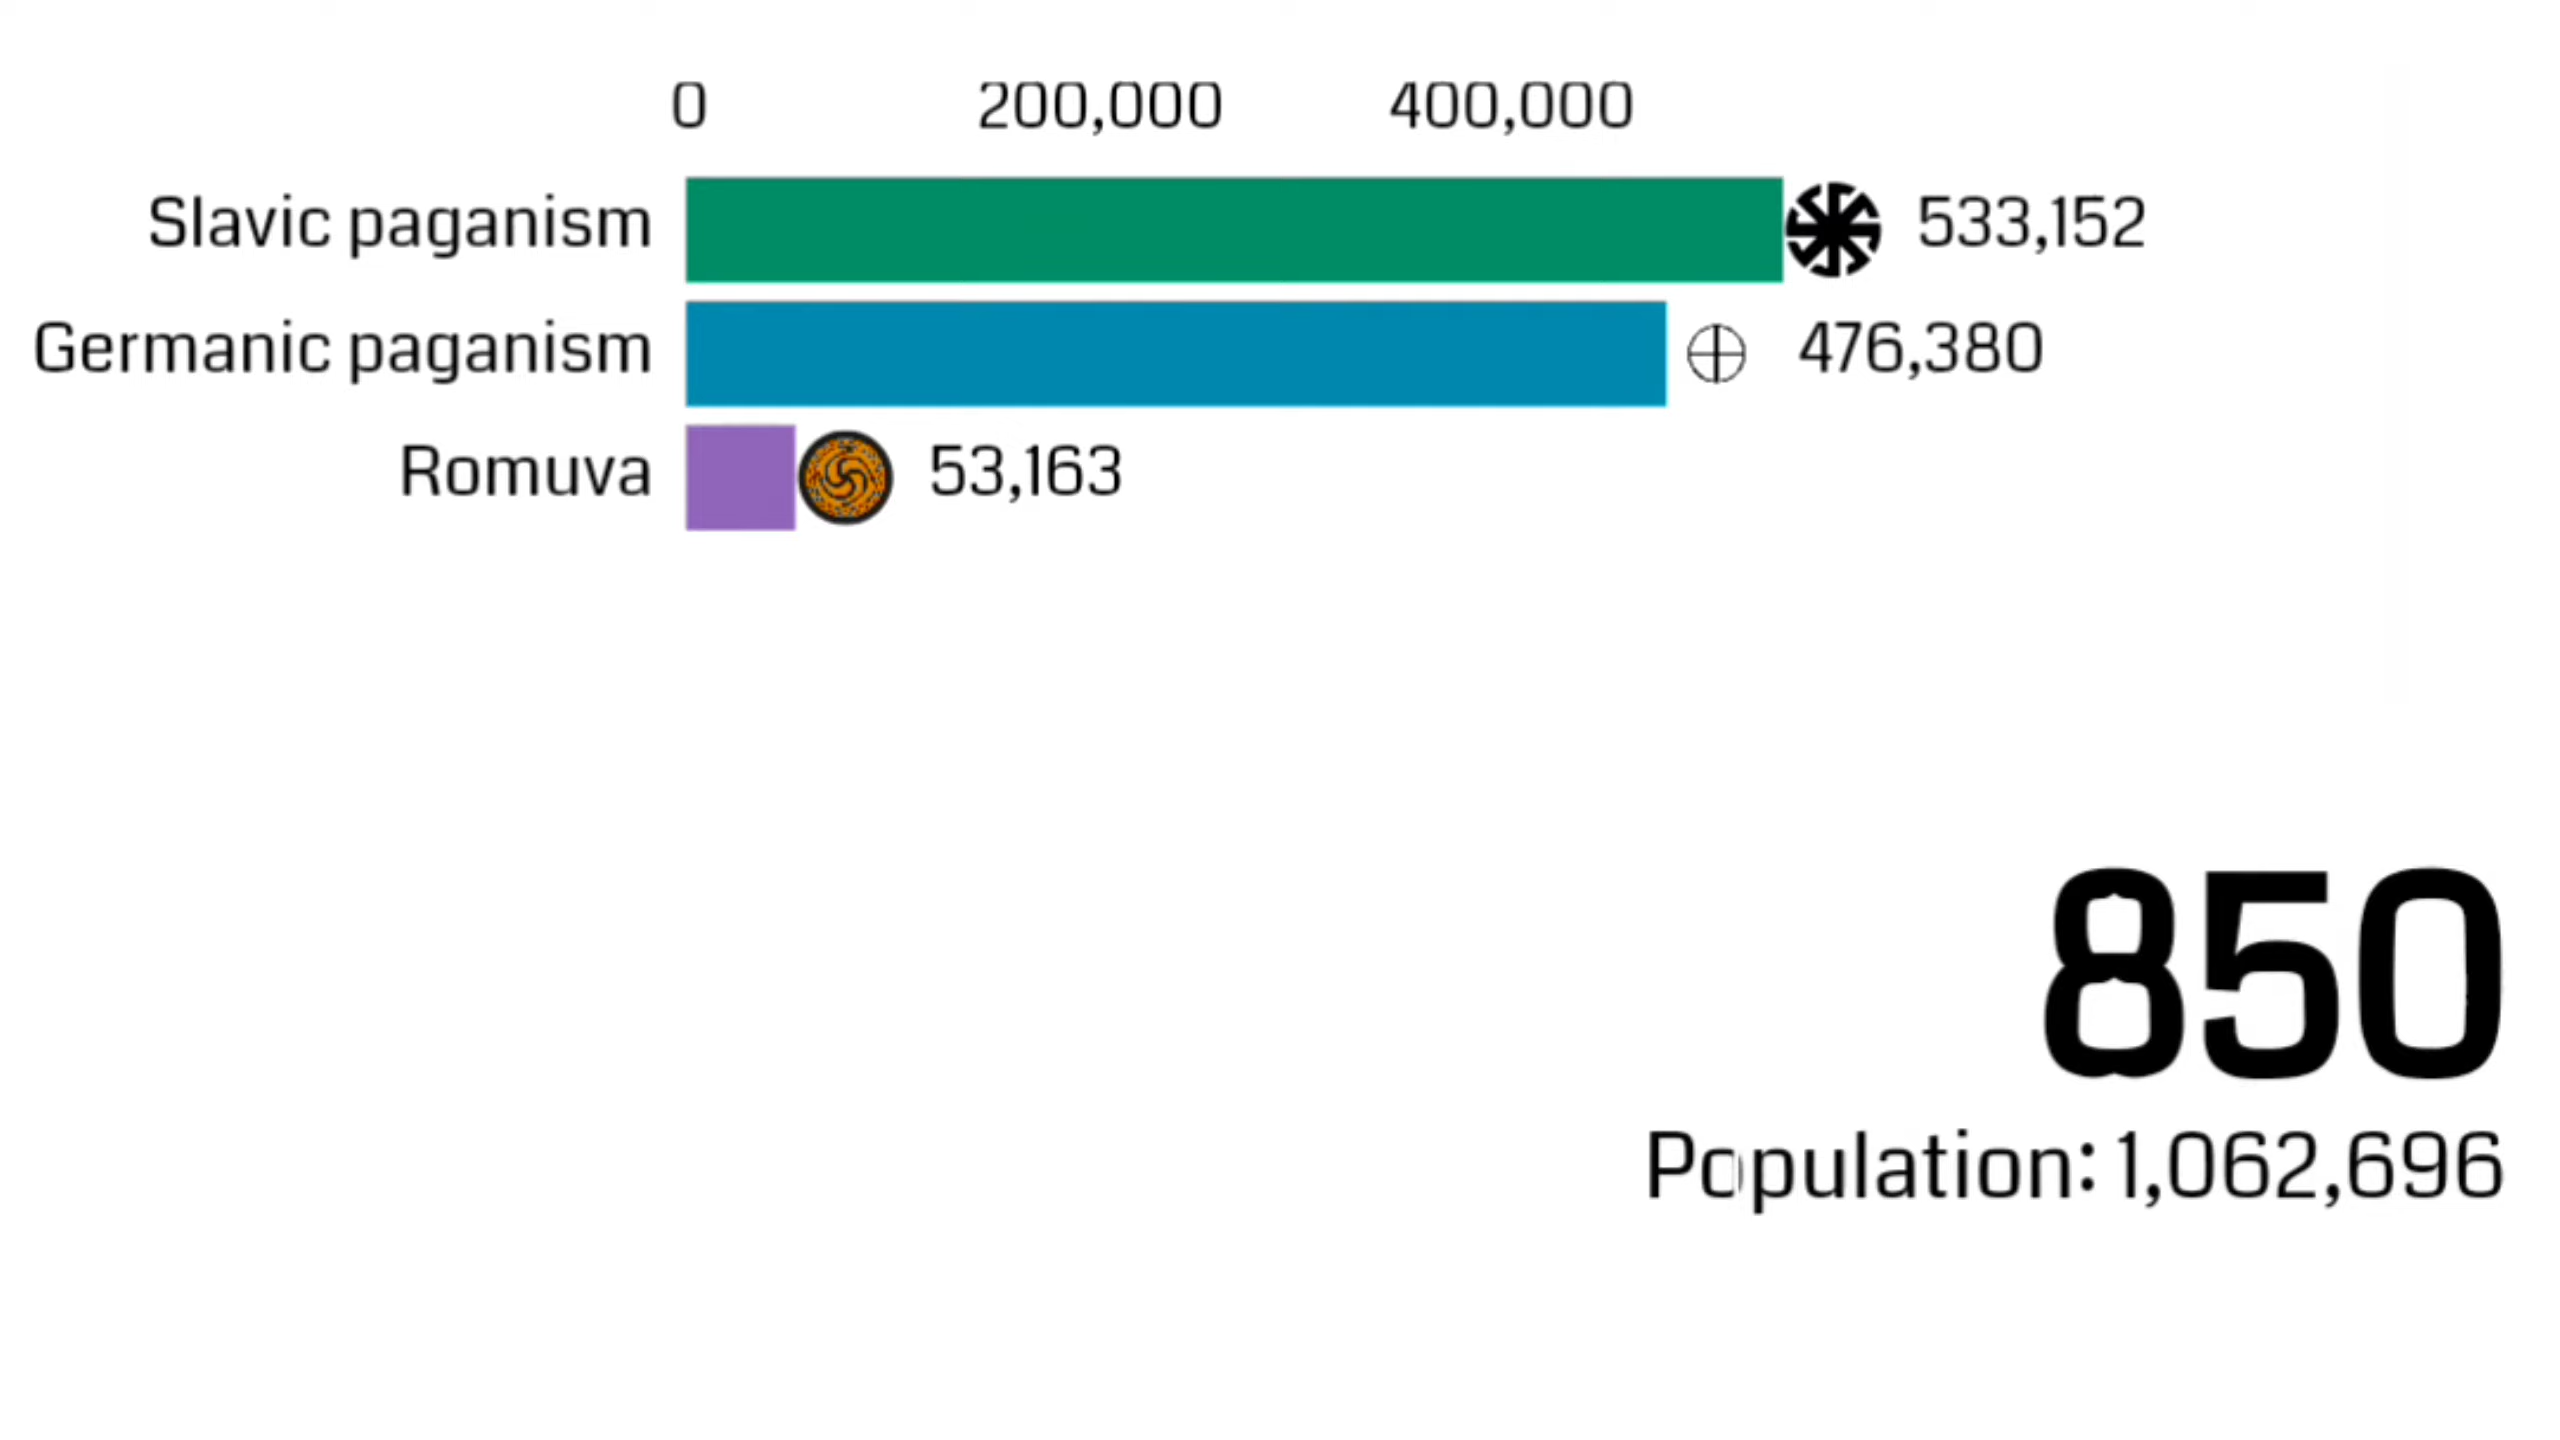 0 200,000 400,000
Slavic paganism 533,152
Germanic paganism 476,380
Romuva 53,163
850
Population: 1,062,696